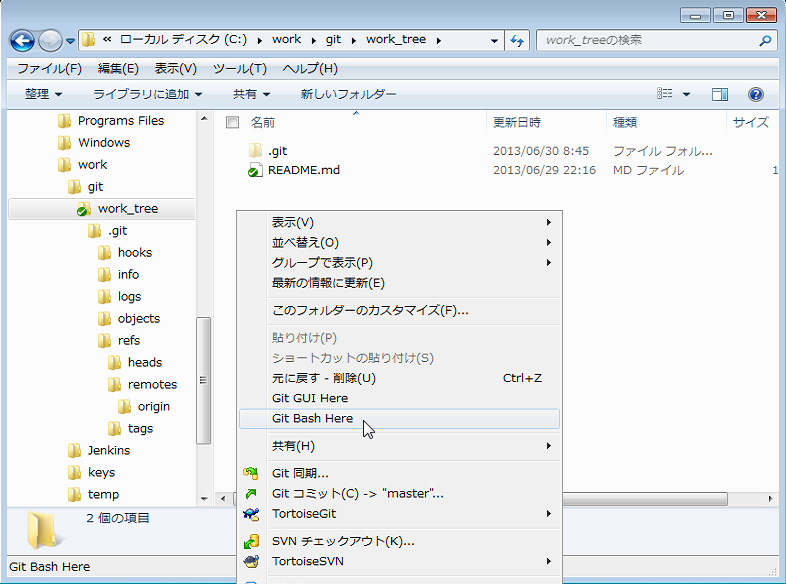 « ローカル ディスク (C:) ▸ work ▸ git ▸ work_tree ▸
work_treeの検索
ファイル(F) 編集(E) 表示(V) ツール(T) ヘルプ(H)
整理 ライブラリに追加 共有 新しいフォルダー
Programs Files
Windows
work
git
work_tree
.git
hooks
info
logs
objects
refs
heads
remotes
origin
tags
Jenkins
keys
temp
名前 更新日時 種類 サイズ
.git 2013/06/30 8:45 ファイル フォル...
README.md 2013/06/29 22:16 MD ファイル 1
表示(V)
並べ替え(O)
グループで表示(P)
最新の情報に更新(E)
このフォルダーのカスタマイズ(F)...
貼り付け(P)
ショートカットの貼り付け(S)
元に戻す - 削除(U) Ctrl+Z
Git GUI Here
Git Bash Here
共有(H)
Git 同期...
Git コミット(C) -> "master"...
TortoiseGit
SVN チェックアウト(K)...
TortoiseSVN
2 個の項目
Git Bash Here